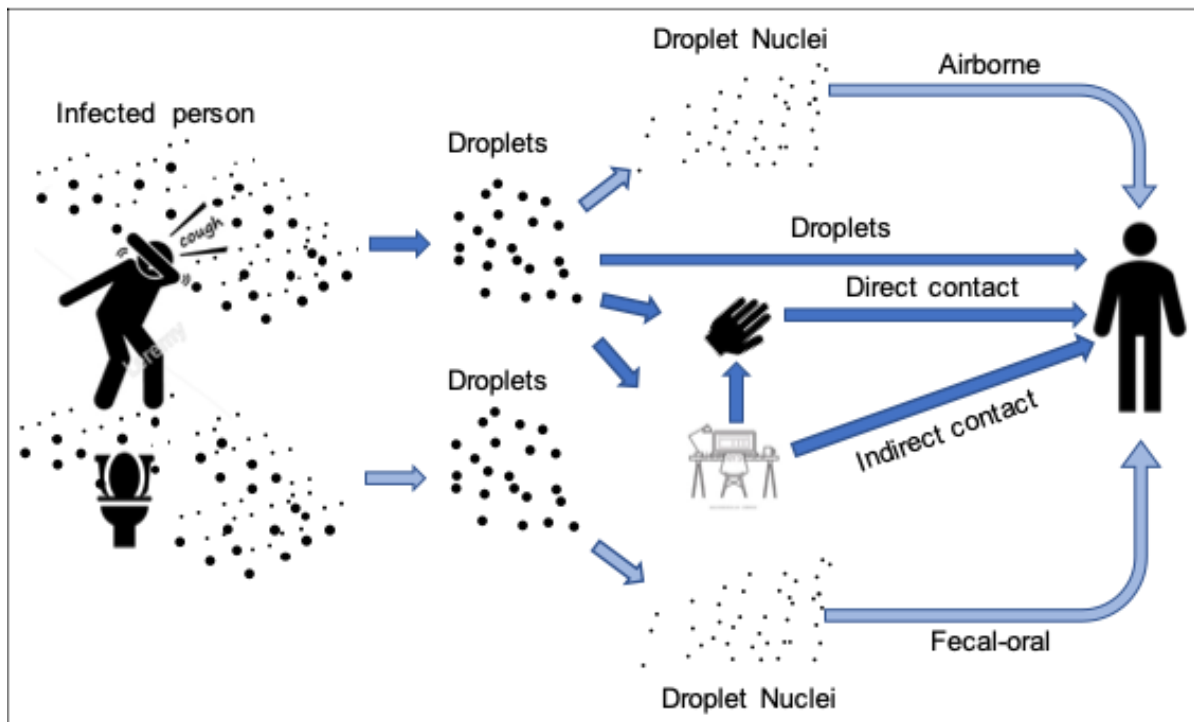 Droplet Nuclei
Airborne
Infected person
Droplets
cough
Droplets
Direct contact
Droplets
Indirect contact
Fecal-oral
Droplet Nuclei